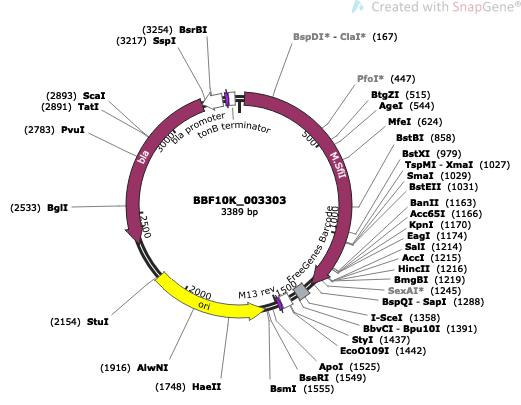 Created with SnapGene®
(3254) BsrBI
(3217) SspI
BspDI* - ClaI* (167)
PfoI* (447)
BtgZI (515)
AgeI (544)
MfeI (624)
BstBI (858)
BstXI (979)
TspMI - XmaI (1027)
SmaI (1029)
BstEII (1031)
BanII (1163)
Acc65I (1166)
KpnI (1170)
EagI (1174)
SalI (1214)
AccI (1215)
HincII (1216)
BmgBI (1219)
SexAI* (1245)
BspQI - SapI (1288)
I-SceI (1358)
BbvCI - Bpu10I (1391)
StyI (1437)
EcoO109I (1442)
ApoI (1525)
BseRI (1549)
BsmI (1555)
(1748) HaeII
(1916) AlwNI
(2154) StuI
(2533) BglI
(2783) PvuI
(2891) TatI
(2893) ScaI
bla promoter
tonB terminator
M.SfiI
FreeGenes Barcode
M13 rev
ori
bla
500
1000
1500
2000
2500
3000
BBF10K_003303
3389 bp